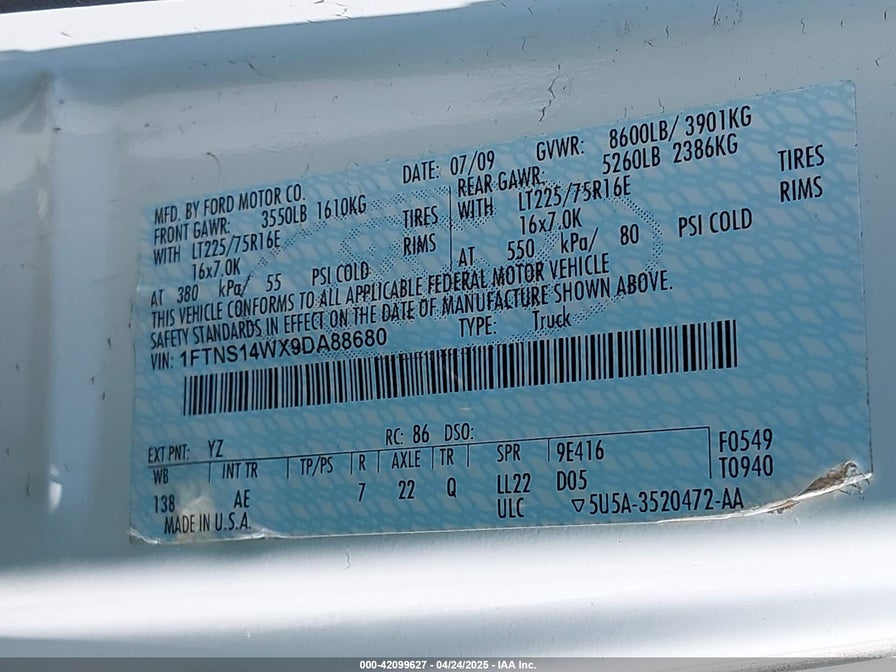 DATE: 07/09 GVWR: 8600LB/ 3901KG
MFD. BY FORD MOTOR CO.
FRONT GAWR: 3550LB 1610KG REAR GAWR: 5260LB 2386KG
WITH LT225/75R16E TIRES WITH LT225/75R16E TIRES
16x7.0K RIMS 16x7.0K RIMS
AT 380 kPa/ 55 PSI COLD AT 550 kPa/ 80 PSI COLD
THIS VEHICLE CONFORMS TO ALL APPLICABLE FEDERAL MOTOR VEHICLE
SAFETY STANDARDS IN EFFECT ON THE DATE OF MANUFACTURE SHOWN ABOVE.
VIN: 1FTNS14WX9DA88680 TYPE: Truck
EXT PNT: YZ RC: 86 DSO:
WB INT TR TP/PS R AXLE TR SPR 9E416 F0549
138 AE 7 22 Q LL22 D05 T0940
MADE IN U.S.A. ULC ▽5U5A-3520472-AA
000-42099627 - 04/24/2025 - IAA Inc.